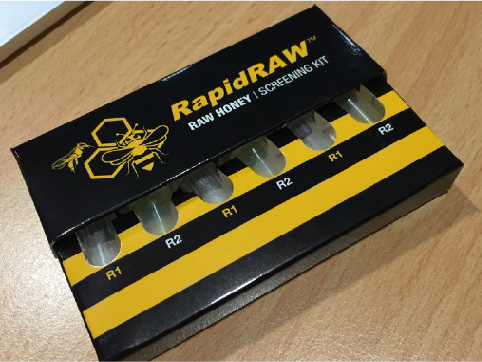 RapidRAW™
RAW HONEY | SCREENING KIT
R1
R2
R1
R2
R1
R2